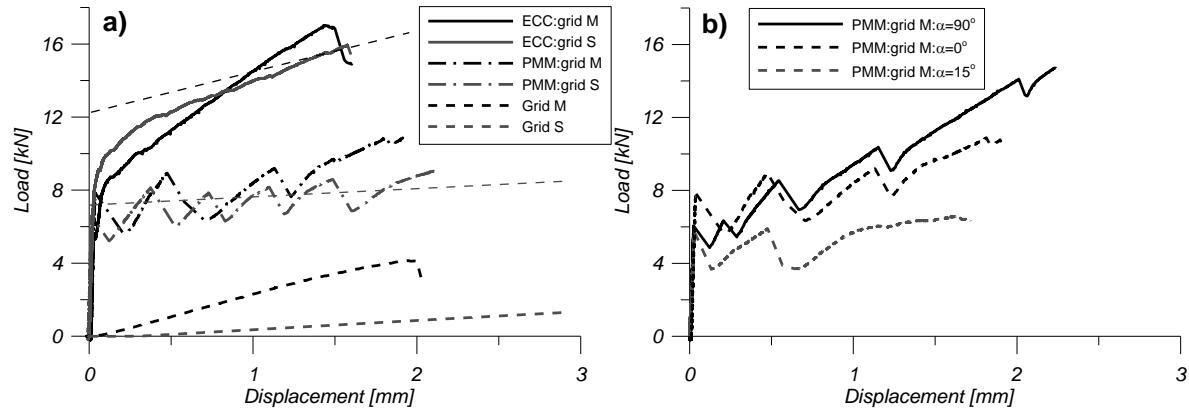 a)
ECC:grid M
ECC:grid S
PMM:grid M
PMM:grid S
Grid M
Grid S
16
12
8
4
0
Load [kN]
0
1
2
3
Displacement [mm]
b)
PMM:grid M:α=90°
PMM:grid M:α=0°
PMM:grid M:α=15°
16
12
8
4
0
Load [kN]
0
1
2
3
Displacement [mm]